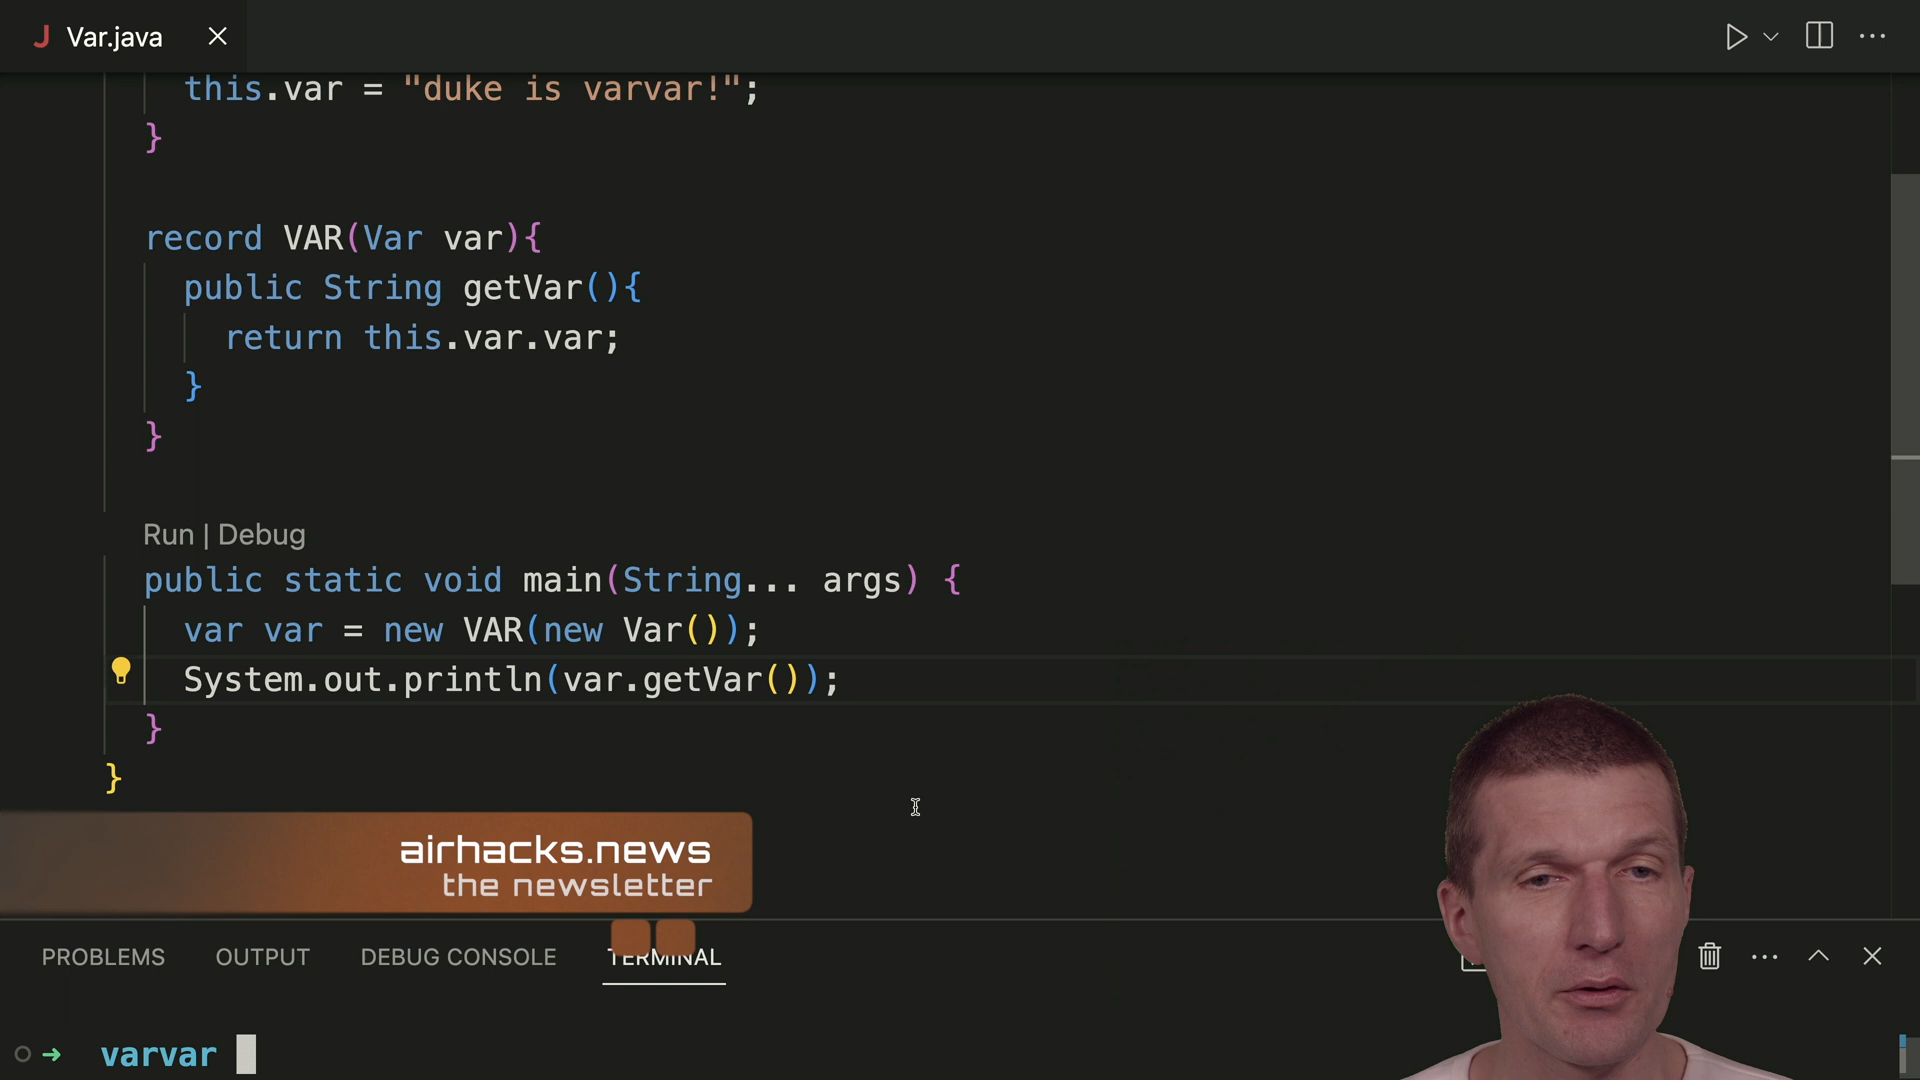 Var.java
this.var = "duke is varvar!";
}
record VAR(Var var){
public String getVar(){
return this.var.var;
}
}
Run | Debug
public static void main(String... args) {
var var = new VAR(new Var());
System.out.println(var.getVar());
}
}
airhacks.news
the newsletter
PROBLEMS OUTPUT DEBUG CONSOLE TERMINAL
varvar